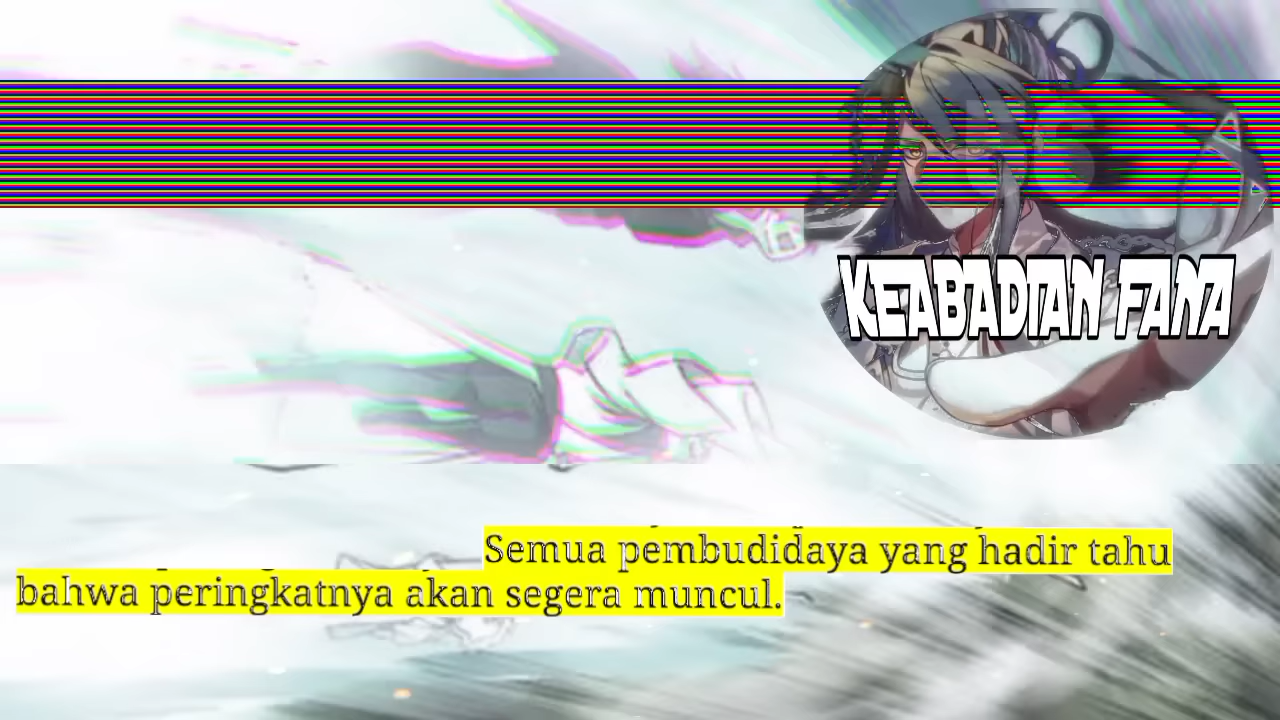 KEABADIAN FANA
Semua pembudidaya yang hadir tahu
bahwa peringkatnya akan segera muncul.